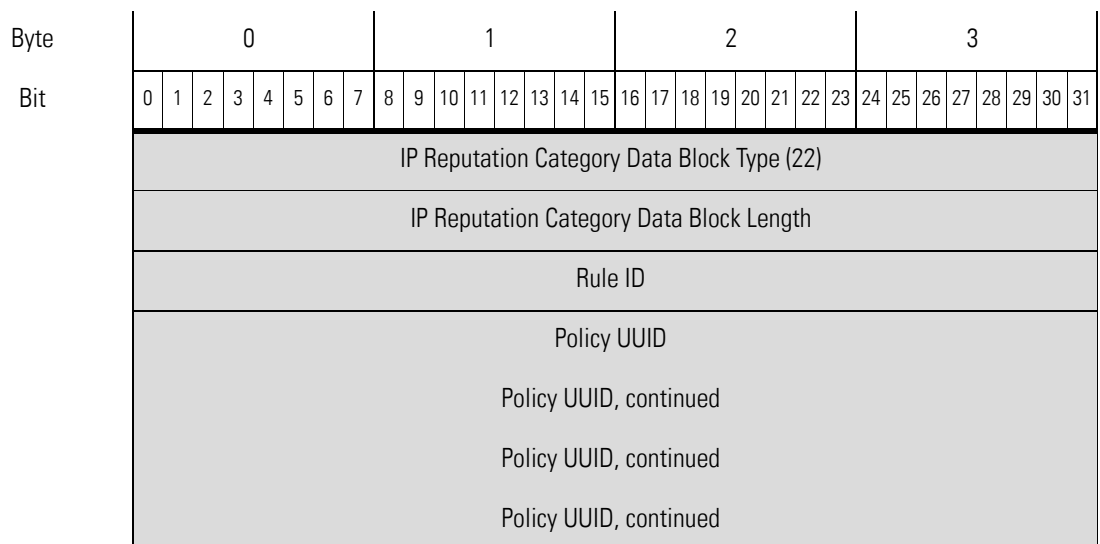 Byte 0 1 2 3
Bit 0 1 2 3 4 5 6 7 8 9 10 11 12 13 14 15 16 17 18 19 20 21 22 23 24 25 26 27 28 29 30 31
IP Reputation Category Data Block Type (22)
IP Reputation Category Data Block Length
Rule ID
Policy UUID
Policy UUID, continued
Policy UUID, continued
Policy UUID, continued